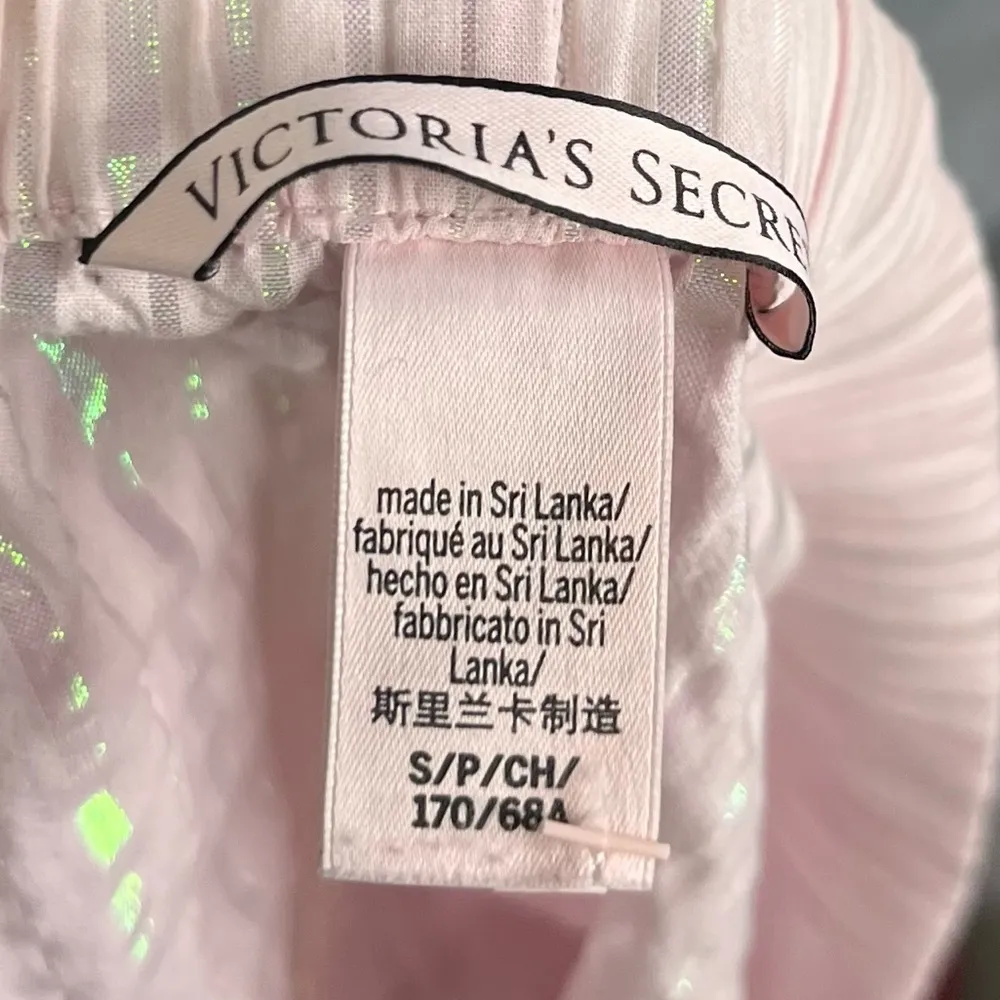 VICTORIA'S SECRE
made in Sri Lanka/
fabriqué au Sri Lanka/
hecho en Sri Lanka/
fabbricato in Sri
Lanka/
斯里兰卡制造
S/P/CH/
170/68A